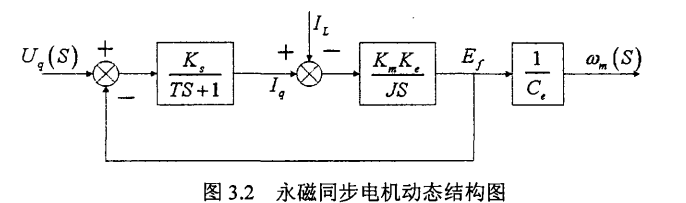 I_L
U_q(S) + − K_s/(TS+1) I_q + − K_m K_e/(JS) E_f 1/C_e ω_m(S)
图 3.2 永磁同步电机动态结构图